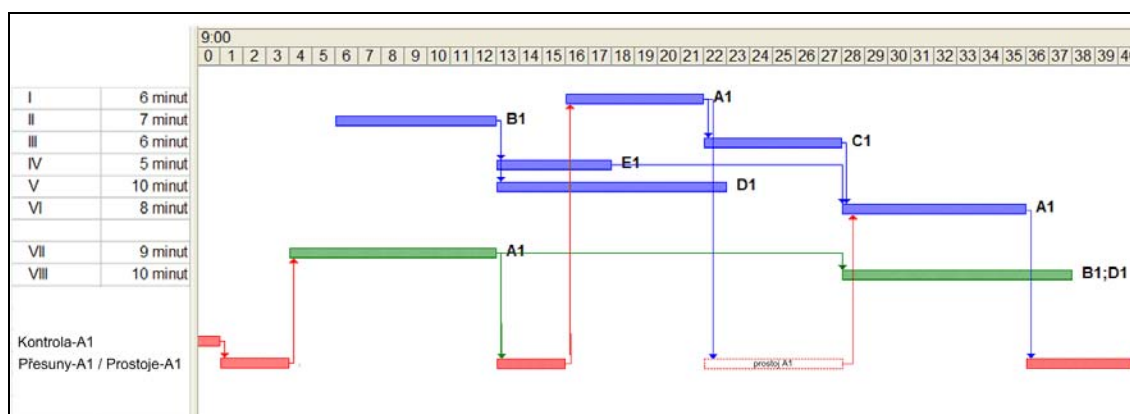 9:00
0 1 2 3 4 5 6 7 8 9 10 11 12 13 14 15 16 17 18 19 20 21 22 23 24 25 26 27 28 29 30 31 32 33 34 35 36 37 38 39 40
I 6 minut A1
II 7 minut B1
III 6 minut C1
IV 5 minut E1
V 10 minut D1
VI 8 minut A1
VII 9 minut A1
VIII 10 minut B1;D1
Kontrola-A1
Přesuny-A1 / Prostoje-A1 prostoj A1